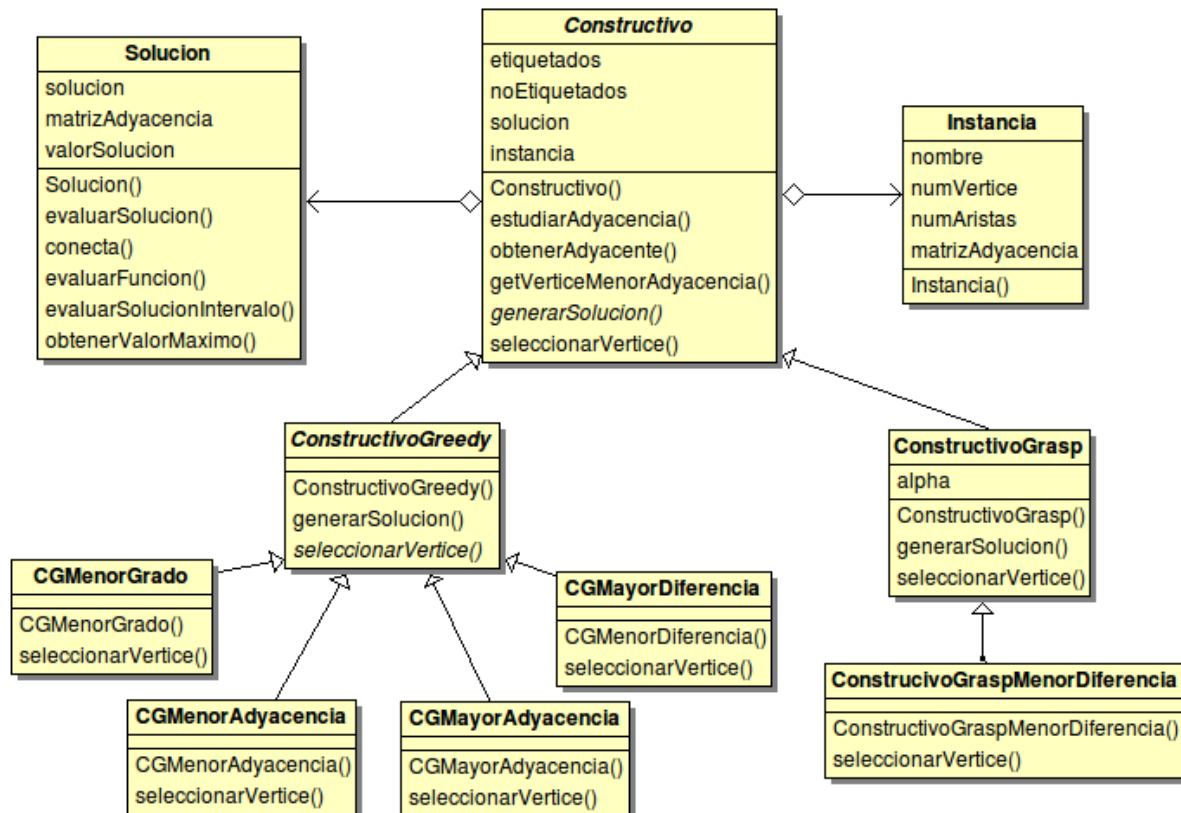 Solucion
solucion
matrizAdyacencia
valorSolucion
Solucion()
evaluarSolucion()
conecta()
evaluarFuncion()
evaluarSolucionIntervalo()
obtenerValorMaximo()
Constructivo
etiquetados
noEtiquetados
solucion
instancia
Constructivo()
estudiarAdyacencia()
obtenerAdyacente()
getVerticeMenorAdyacencia()
generarSolucion()
seleccionarVertice()
Instancia
nombre
numVertice
numAristas
matrizAdyacencia
Instancia()
ConstructivoGreedy
ConstructivoGreedy()
generarSolucion()
seleccionarVertice()
ConstructivoGrasp
alpha
ConstructivoGrasp()
generarSolucion()
seleccionarVertice()
CGMenorGrado
CGMenorGrado()
seleccionarVertice()
CGMenorAdyacencia
CGMenorAdyacencia()
seleccionarVertice()
CGMayorAdyacencia
CGMayorAdyacencia()
seleccionarVertice()
CGMayorDiferencia
CGMenorDiferencia()
seleccionarVertice()
ConstrucivoGraspMenorDiferencia
ConstructivoGraspMenorDiferencia()
seleccionarVertice()